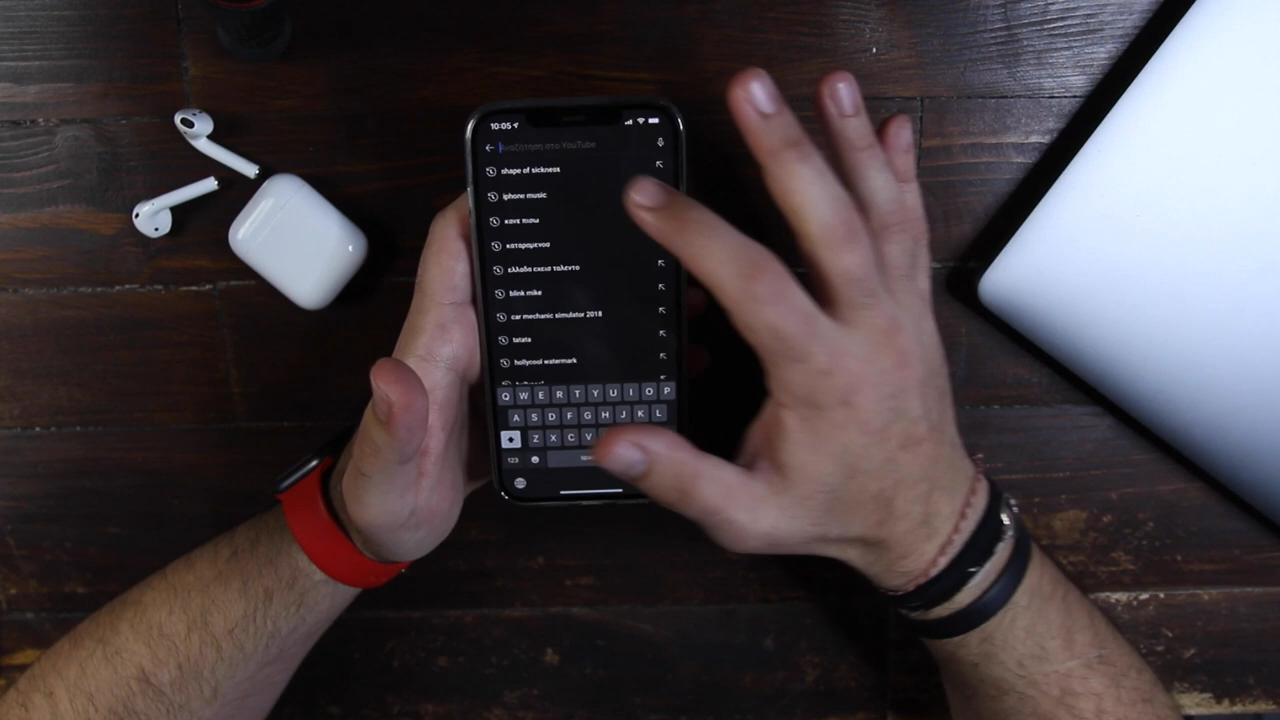 10:05
Αναζήτηση στο YouTube
shape of sickness
iphone music
κανε πισω
καταραμενοσ
ελλαδα εχεισ ταλεντο
blink mike
car mechanic simulator 2018
tatata
hollycool watermark
Q W E R T Y U I O P
A S D F G H J K L
Z X C V
123